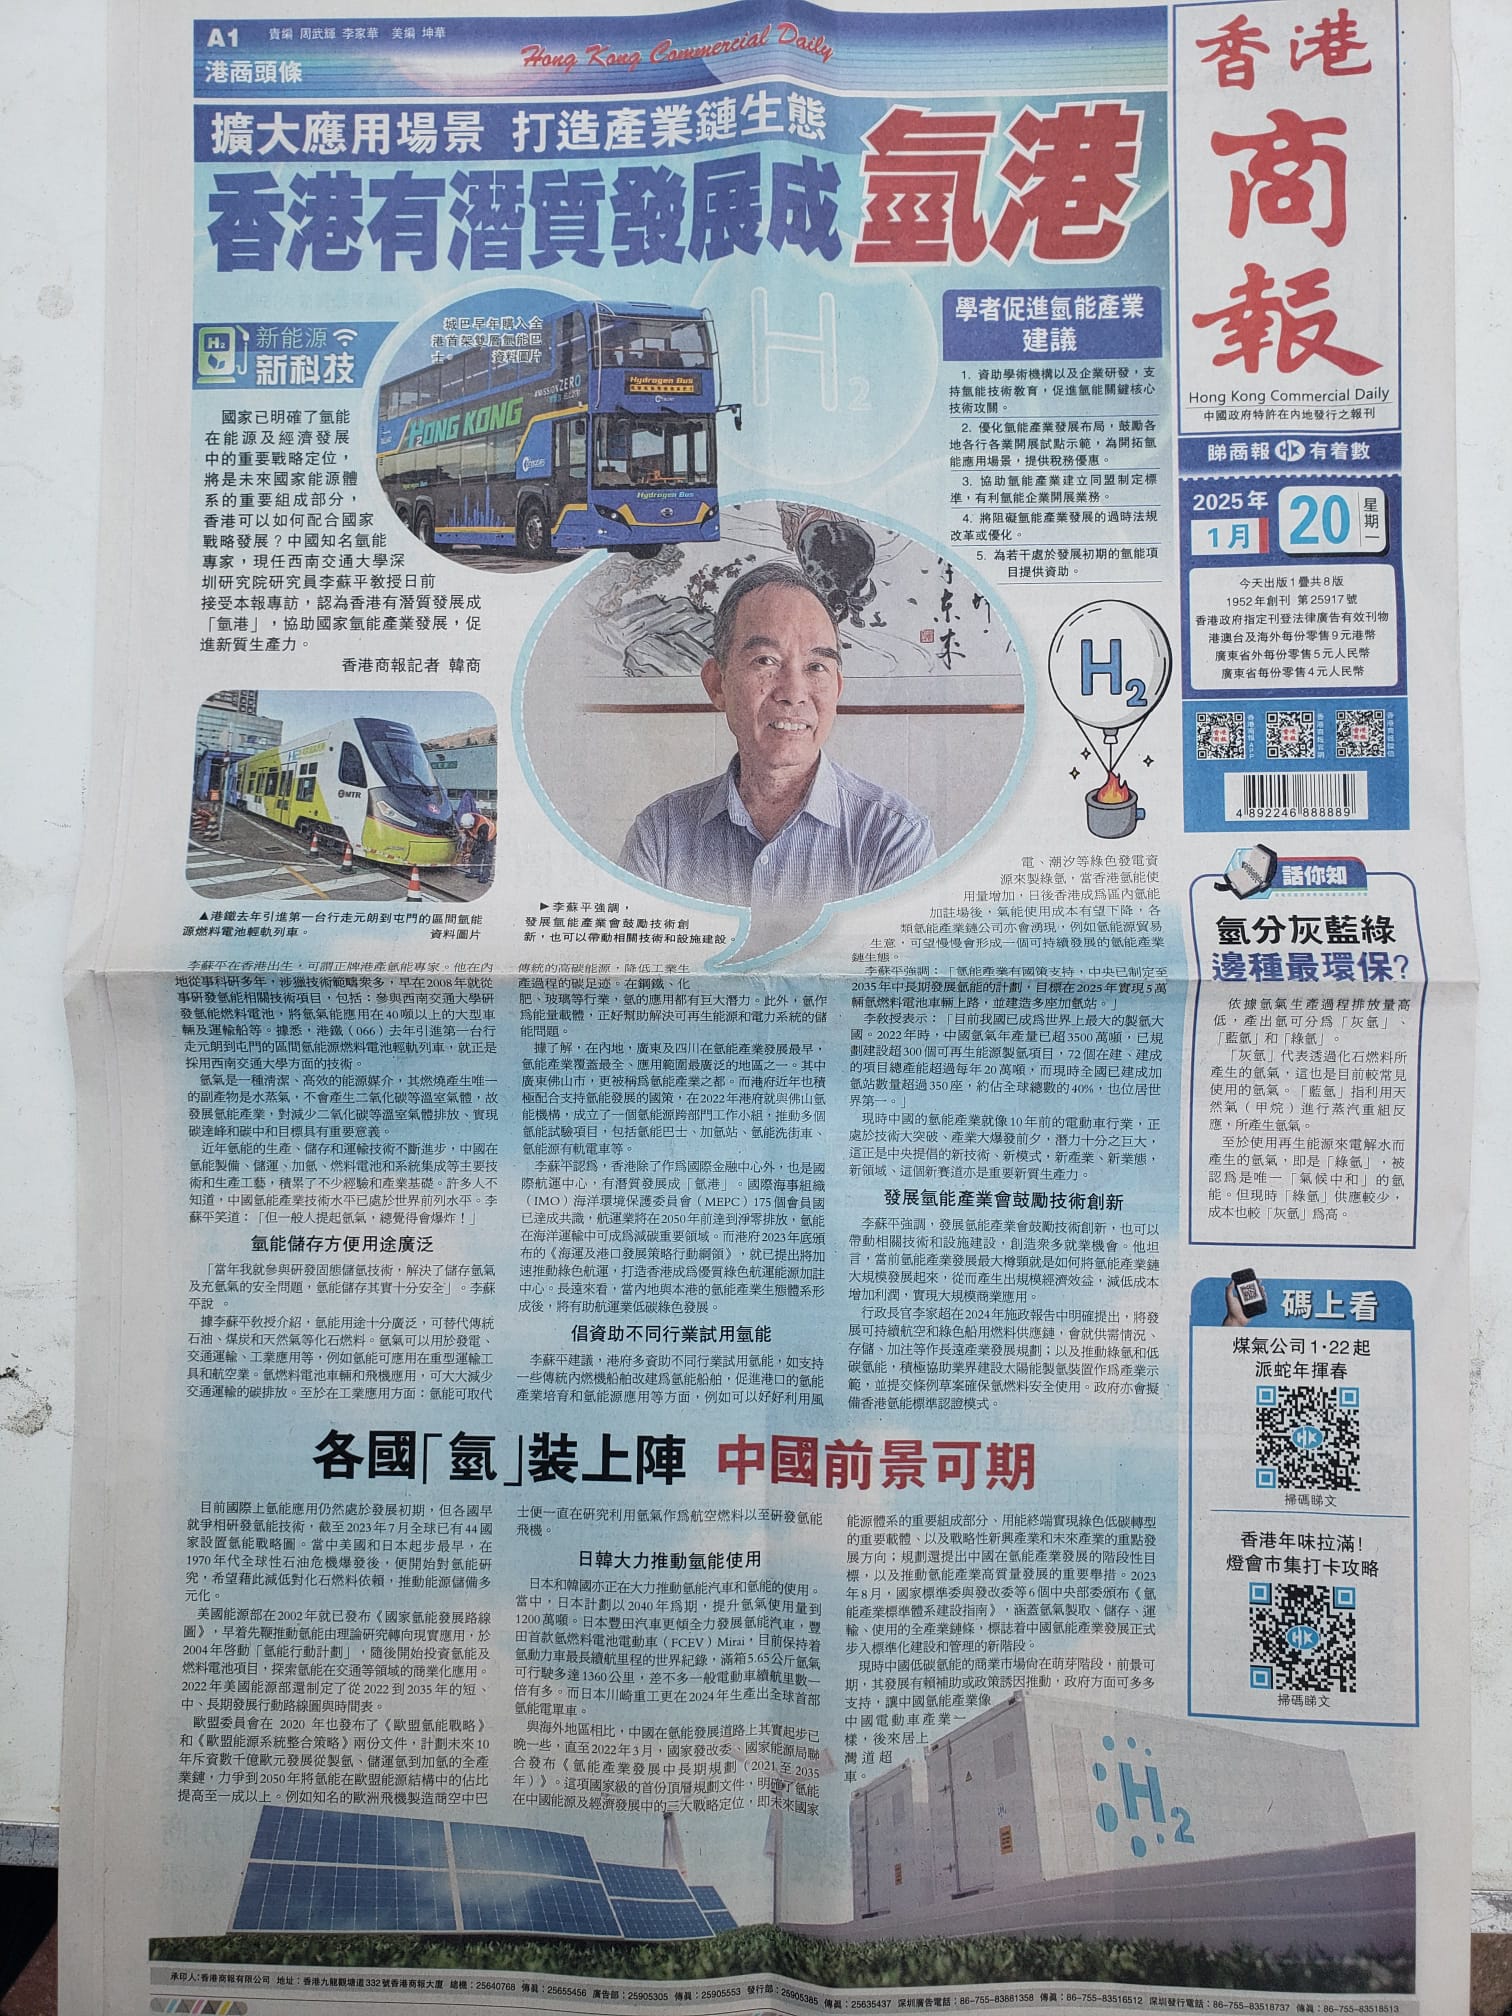 A1
責編 周武輝 李家華 美編 坤華
港商頭條
Hong Kong Commercial Daily
擴大應用場景 打造產業鏈生態
香港有潛質發展成氫港
香港
商
報
Hong Kong Commercial Daily
中國政府特許在內地發行之報刊
睇商報 有着數
2025年
1月
20
星期一
今天出版1疊共8版
1952年創刊 第25917號
香港政府指定刊登法律廣告有效刊物
港澳台及海外每份零售9元港幣
廣東省外每份零售5元人民幣
廣東省每份零售4元人民幣
4 892246 888889
新能源
新科技
國家已明確了氫能
在能源及經濟發展
中的重要戰略定位，
將是未來國家能源體
系的重要組成部分，
香港可以如何配合國家
戰略發展？中國知名氫能
專家，現任西南交通大學深
圳研究院研究員李蘇平教授日前
接受本報專訪，認為香港有潛質發展成
「氫港」，協助國家氫能產業發展，促
進新質生產力。
香港商報記者 韓商
城巴早年購入全
港首架雙層氫能巴
士。 資料圖片
Hydrogen Bus
HONG KONG
MISSION ZERO
Hydrogen Bus
H2
學者促進氫能產業
建議
1. 資助學術機構以及企業研發，支
持氫能技術教育，促進氫能關鍵核心
技術攻關。
2. 優化氫能產業發展布局，鼓勵各
地各行各業開展試點示範，為開拓氫
能應用場景，提供稅務優惠。
3. 協助氫能產業建立同盟制定標
準，有利氫能企業開展業務。
4. 將阻礙氫能產業發展的過時法規
改革或優化。
5. 為若干處於發展初期的氫能項
目提供資助。
H2
MTR
▲港鐵去年引進第一台行走元朗到屯門的區間氫能
源燃料電池輕軌列車。 資料圖片
▶李蘇平強調，
發展氫能產業會鼓勵技術創
新，也可以帶動相關技術和設施建設。
李蘇平在香港出生，可謂正牌港產氫能專家。他在內
地從事科研多年，涉獵技術範疇衆多，早在2008年就從
事研發氫能相關技術項目，包括：參與西南交通大學研
發氫能燃料電池，將氫氣能應用在40噸以上的大型車
輛及運輸船等。據悉，港鐵（066）去年引進第一台行
走元朗到屯門的區間氫能源燃料電池輕軌列車，就正是
採用西南交通大學方面的技術。
氫氣是一種清潔、高效的能源媒介，其燃燒產生唯一
的副產物是水蒸氣，不會產生二氧化碳等溫室氣體，故
發展氫能產業，對減少二氧化碳等溫室氣體排放、實現
碳達峰和碳中和目標具有重要意義。
近年氫能的生產、儲存和運輸技術不斷進步，中國在
氫能製備、儲運、加氫、燃料電池和系統集成等主要技
術和生產工藝，積累了不少經驗和產業基礎。許多人不
知道，中國氫能產業技術水平已處於世界前列水平。李
蘇平笑道：「但一般人提起氫氣，總覺得會爆炸！」
氫能儲存方便用途廣泛
「當年我就參與研發固態儲氫技術，解決了儲存氫氣
及充氫氣的安全問題，氫能儲存其實十分安全」。李蘇
平說 。
據李蘇平教授介紹，氫能用途十分廣泛，可替代傳統
石油、煤炭和天然氣等化石燃料。氫氣可以用於發電、
交通運輸、工業應用等，例如氫能可應用在重型運輸工
具和航空業。氫燃料電池車輛和飛機應用，可大大減少
交通運輸的碳排放。至於在工業應用方面：氫能可取代
傳統的高碳能源，降低工業生
產過程的碳足迹。在鋼鐵、化
肥、玻璃等行業，氫的應用都有巨大潛力。此外，氫作
爲能量載體，正好幫助解決可再生能源和電力系統的儲
能問題。
據了解，在內地，廣東及四川在氫能產業發展最早，
氫能產業覆蓋最全、應用範圍最廣泛的地區之一。其中
廣東佛山市，更被稱爲氫能產業之都。而港府近年也積
極配合支持氫能發展的國策，在2022年港府就與佛山氫
能機構，成立了一個氫能源跨部門工作小組，推動多個
氫能試驗項目，包括氫能巴士、加氫站、氫能洗街車、
氫能源有軌電車等。
李蘇平認爲，香港除了作爲國際金融中心外，也是國
際航運中心，有潛質發展成「氫港」。國際海事組織
（IMO）海洋環境保護委員會（MEPC）175個會員國
已達成共識，航運業將在2050年前達到淨零排放，氫能
在海洋運輸中可成爲減碳重要領域。而港府2023年底頒
布的《海運及港口發展策略行動綱領》，就已提出將加
速推動綠色航運，打造香港成爲優質綠色航運能源加註
中心。長遠來看，當內地與本港的氫能產業生態體系形
成後，將有助航運業低碳綠色發展。
倡資助不同行業試用氫能
李蘇平建議，港府多資助不同行業試用氫能，如支持
一些傳統內燃機船舶改建爲氫能船舶，促進港口的氫能
產業培育和氫能源應用等方面，例如可以好好利用風
電、潮汐等綠色發電資
源來製綠氫，當香港氫能使
用量增加，日後香港成爲區內氫能
加註場後，氫能使用成本有望下降，各
類氫能產業鏈公司亦會湧現，例如氫能源貿易
生意，可望慢慢會形成一個可持續發展的氫能產業
鏈生態。
李蘇平強調：「氫能產業有國策支持，中央已制定至
2035年中長期發展氫能的計劃，目標在2025年實現5萬
輛氫燃料電池車輛上路，並建造多座加氫站。」
李教授表示：「目前我國已成爲世界上最大的製氫大
國。2022年時，中國氫氣年產量已超3500萬噸，已規
劃建設超300個可再生能源製氫項目，72個在建、建成
的項目總產能超過每年20萬噸，而現時全國已建成加
氫站數量超過350座，約佔全球總數的40%，也位居世
界第一。」
現時中國的氫能產業就像10年前的電動車行業，正
處於技術大突破、產業大爆發前夕，潛力十分之巨大，
這正是中央提倡的新技術、新模式，新產業、新業態，
新領域、這個新賽道亦是重要新質生產力。
發展氫能產業會鼓勵技術創新
李蘇平強調，發展氫能產業會鼓勵技術創新，也可以
帶動相關技術和設施建設，創造衆多就業機會。他坦
言，當前氫能產業發展最大樽頸就是如何將氫能產業鏈
大規模發展起來，從而產生出規模經濟效益，減低成本
增加利潤，實現大規模商業應用。
行政長官李家超在2024年施政報告中明確提出，將發
展可持續航空和綠色船用燃料供應鏈，會就供需情況、
存儲、加注等作長遠產業發展規劃；以及推動綠氫和低
碳氫能，積極協助業界建設太陽能製氫裝置作爲產業示
範，並提交條例草案確保氫燃料安全使用。政府亦會擬
備香港氫能標準認證模式。
話你知
氫分灰藍綠
邊種最環保？
依據氫氣生產過程排放量高
低，產出氫可分爲「灰氫」、
「藍氫」和「綠氫」。
「灰氫」代表透過化石燃料所
產生的氫氣，這也是目前較常見
使用的氫氣。「藍氫」指利用天
然氣（甲烷）進行蒸汽重組反
應，所產生氫氣。
至於使用再生能源來電解水而
產生的氫氣，即是「綠氫」，被
認爲是唯一「氣候中和」的氫
能。但現時「綠氫」供應較少，
成本也較「灰氫」爲高。
碼上看
煤氣公司1·22起
派蛇年揮春
掃碼睇文
香港年味拉滿！
燈會市集打卡攻略
掃碼睇文
各國「氫」裝上陣 中國前景可期
目前國際上氫能應用仍然處於發展初期，但各國早
就爭相研發氫能技術，截至2023年7月全球已有44國
家設置氫能戰略圖。當中美國和日本起步最早，在
1970年代全球性石油危機爆發後，便開始對氫能研
究，希望藉此減低對化石燃料依賴，推動能源儲備多
元化。
美國能源部在2002年就已發布《國家氫能發展路線
圖》，早着先鞭推動氫能由理論研究轉向現實應用，於
2004年啓動「氫能行動計劃」，隨後開始投資氫能及
燃料電池項目，探索氫能在交通等領域的商業化應用。
2022年美國能源部還制定了從2022到2035年的短、
中、長期發展行動路線圖與時間表。
歐盟委員會在 2020 年也發布了《歐盟氫能戰略》
和《歐盟能源系統整合策略》兩份文件，計劃未來10
年斥資數千億歐元發展從製氫、儲運氫到加氫的全產
業鏈，力爭到2050年將氫能在歐盟能源結構中的佔比
提高至一成以上。例如知名的歐洲飛機製造商空中巴
士便一直在研究利用氫氣作爲航空燃料以至研發氫能
飛機。
日韓大力推動氫能使用
日本和韓國亦正在大力推動氫能汽車和氫能的使用。
當中，日本計劃以2040年爲期，提升氫氣使用量到
1200萬噸。日本豐田汽車更傾全力發展氫能汽車，豐
田首款氫燃料電池電動車（FCEV）Mirai，目前保持着
氫動力車最長續航里程的世界紀錄，滿箱5.65公斤氫氣
可行駛多達1360公里，差不多一般電動車續航里數一
倍有多。而日本川崎重工更在2024年生產出全球首部
氫能電單車。
與海外地區相比，中國在氫能發展道路上其實起步已
晚一些，直至2022年3月，國家發改委、國家能源局聯
合發布《氫能產業發展中長期規劃（2021至2035
年）》。這項國家級的首份頂層規劃文件，明確了氫能
在中國能源及經濟發展中的三大戰略定位，即未來國家
能源體系的重要組成部分、用能終端實現綠色低碳轉型
的重要載體、以及戰略性新興產業和未來產業的重點發
展方向；規劃還提出中國在氫能產業發展的階段性目
標，以及推動氫能產業高質量發展的重要舉措。2023
年8月，國家標準委與發改委等6個中央部委頒布《氫
能產業標準體系建設指南》，涵蓋氫氣製取、儲存、運
輸、使用的全產業鏈條，標誌着中國氫能產業發展正式
步入標準化建設和管理的新階段。
現時中國低碳氫能的商業市場尙在萌芽階段，前景可
期，其發展有賴補助或政策誘因推動，政府方面可多多
支持，讓中國氫能產業像
中國電動車產業一
樣，後來居上
灣道超
車。
H2
承印人：香港商報有限公司 地址：香港九龍觀塘道332號香港商報大廈 總機：25640768 傳眞：25655456 廣告部：25905305 傳眞：25905553 發行部：25905385 傳眞：25635437 深圳廣告電話：86-755-83881358 傳眞：86-755-83516512 深圳發行電話：86-755-83518737 傳眞：86-755-83518513